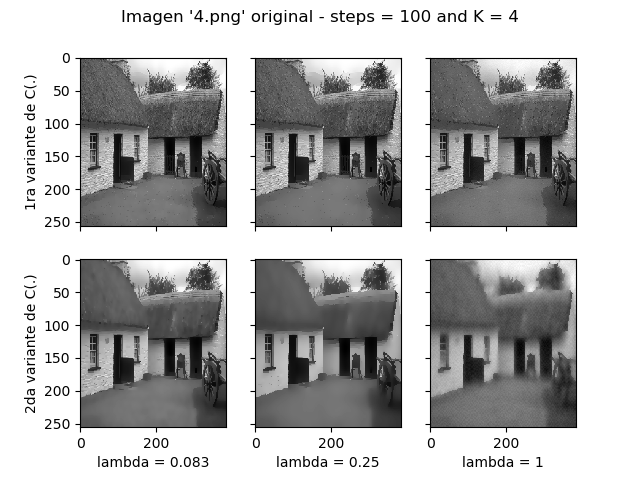 Imagen '4.png' original - steps = 100 and K = 4
1ra variante de C(.)
0
50
100
150
200
250
2da variante de C(.)
0
50
100
150
200
250
0 200
0 200
0 200
lambda = 0.083
lambda = 0.25
lambda = 1